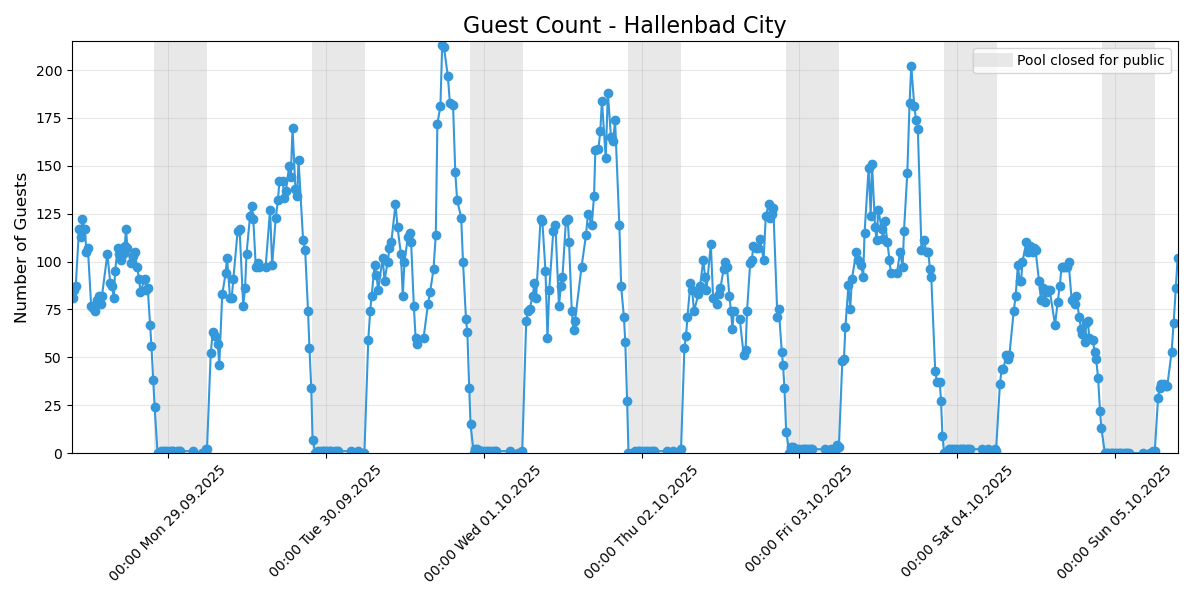 Guest Count - Hallenbad City
Pool closed for public
Number of Guests
200
175
150
125
100
75
50
25
0
00:00 Mon 29.09.2025
00:00 Tue 30.09.2025
00:00 Wed 01.10.2025
00:00 Thu 02.10.2025
00:00 Fri 03.10.2025
00:00 Sat 04.10.2025
00:00 Sun 05.10.2025